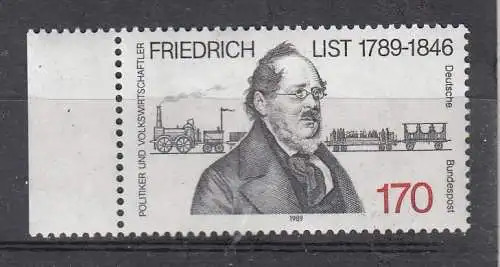 FRIEDRICH LIST 1789-1846
POLITIKER UND VOLKSWIRTSCHAFTLER
Deutsche Bundespost
170
1989